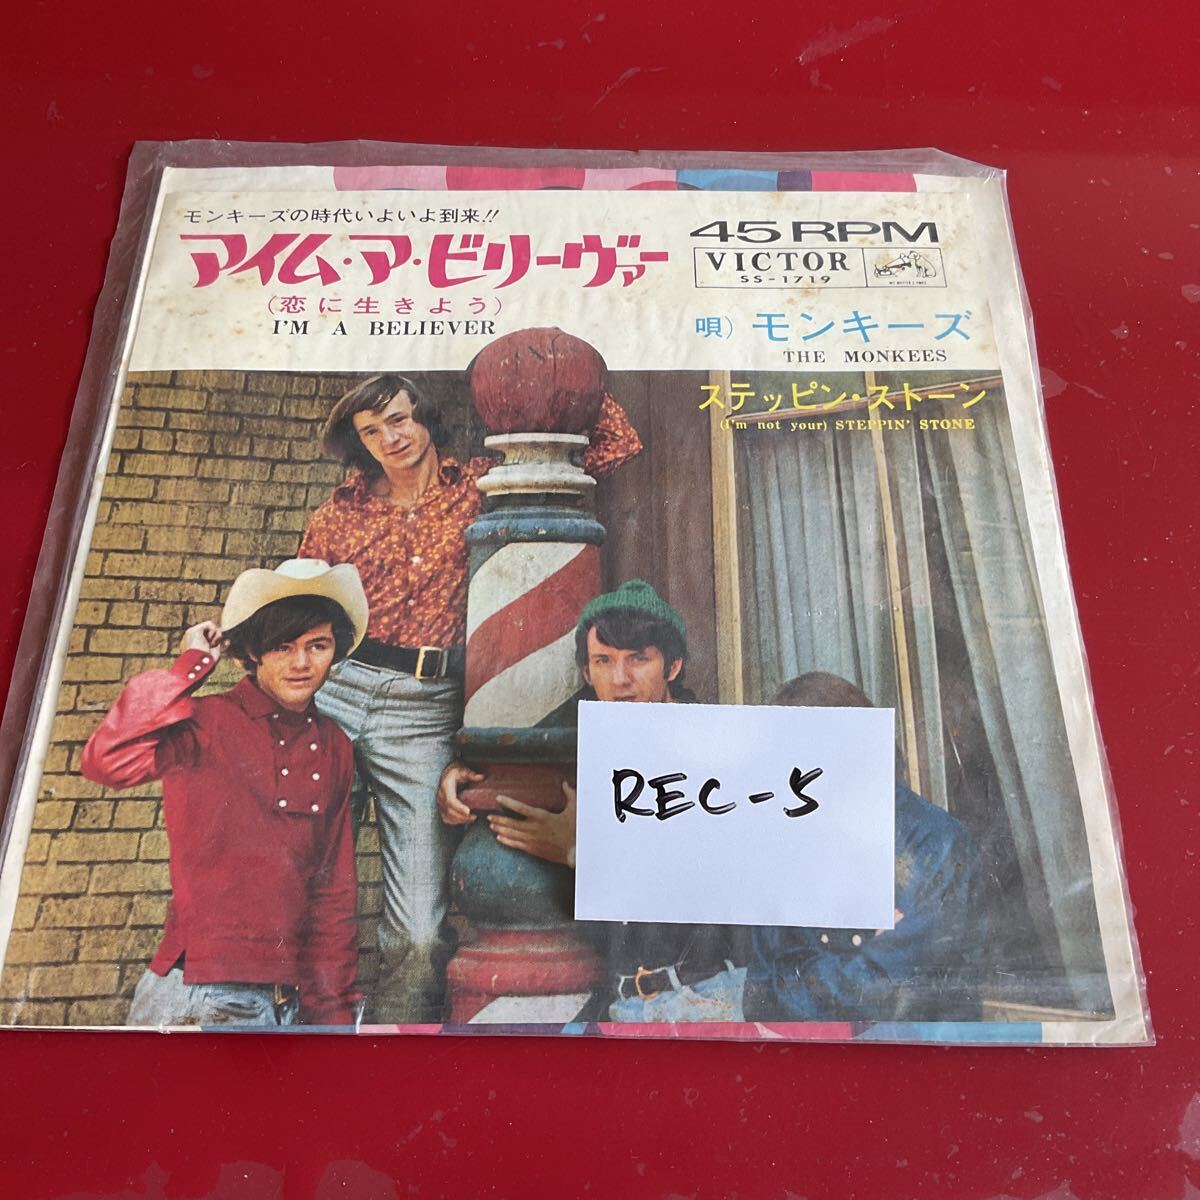 モンキーズの時代いよいよ到来!!
アイム・ア・ビリーヴァー
(恋に生きよう)
I'M A BELIEVER
45 RPM
VICTOR
SS-1719
唄) モンキーズ
THE MONKEES
ステッピン・ストーン
(I'm not your) STEPPIN' STONE
REC-5